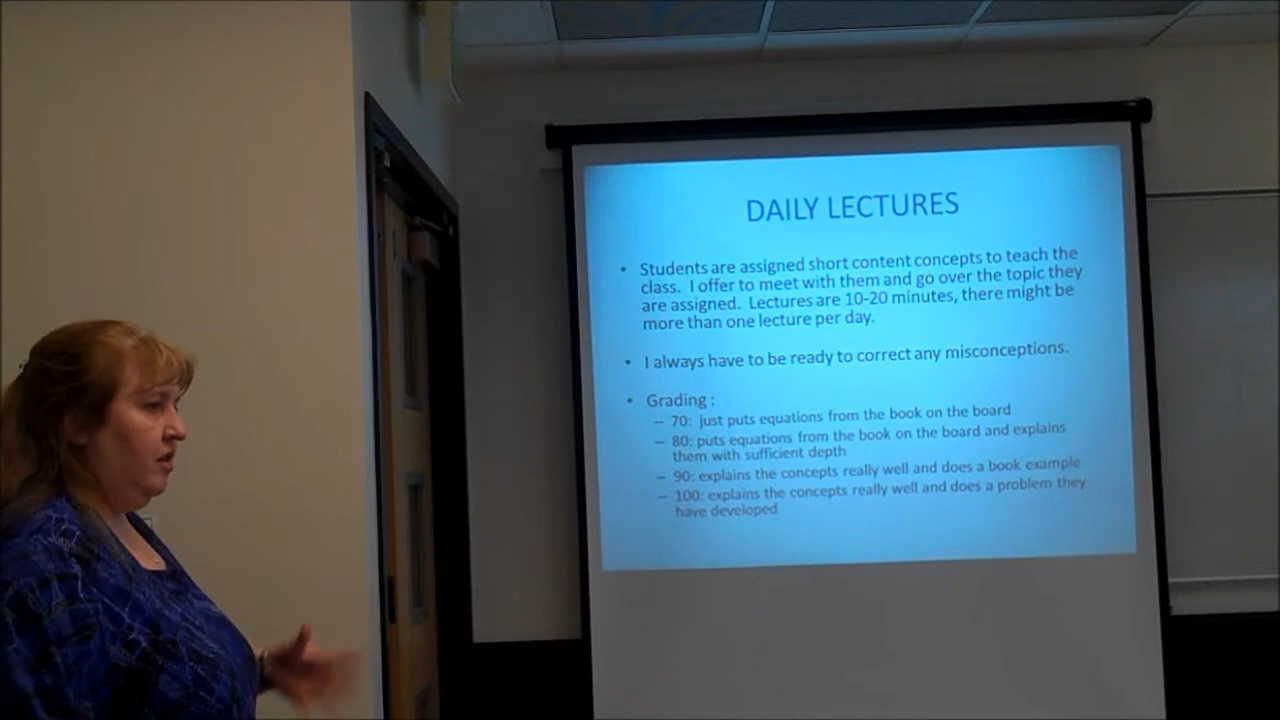 DAILY LECTURES
• Students are assigned short content concepts to teach the
class. I offer to meet with them and go over the topic they
are assigned. Lectures are 10-20 minutes, there might be
more than one lecture per day.
• I always have to be ready to correct any misconceptions.
• Grading :
– 70: just puts equations from the book on the board
– 80: puts equations from the book on the board and explains
them with sufficient depth
– 90: explains the concepts really well and does a book example
– 100: explains the concepts really well and does a problem they
have developed